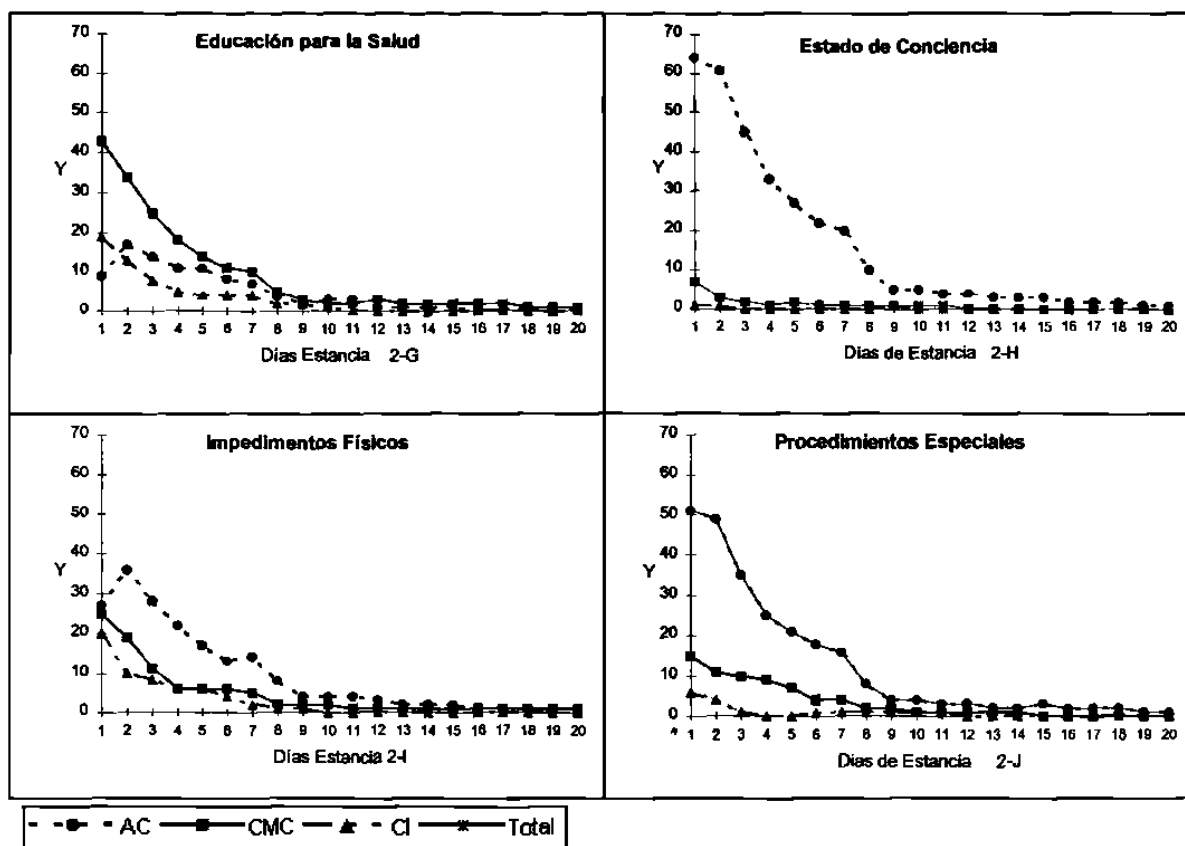 Educación para la Salud
70
60
50
40
Y
30
20
10
0
1 2 3 4 5 6 7 8 9 10 11 12 13 14 15 16 17 18 19 20
Días Estancia 2-G
Estado de Conciencia
70
60
50
40
Y
30
20
10
0
1 2 3 4 5 6 7 8 9 10 11 12 13 14 15 16 17 18 19 20
Dias de Estancia 2-H
Impedimentos Físicos
70
60
50
40
Y
30
20
10
0
1 2 3 4 5 6 7 8 9 10 11 12 13 14 15 16 17 18 19 20
Días Estancia 2-I
Procedimientos Especiales
70
60
50
40
Y
30
20
10
0
1 2 3 4 5 6 7 8 9 10 11 12 13 14 15 16 17 18 19 20
Dias de Estancia 2-J
AC CMC CI Total